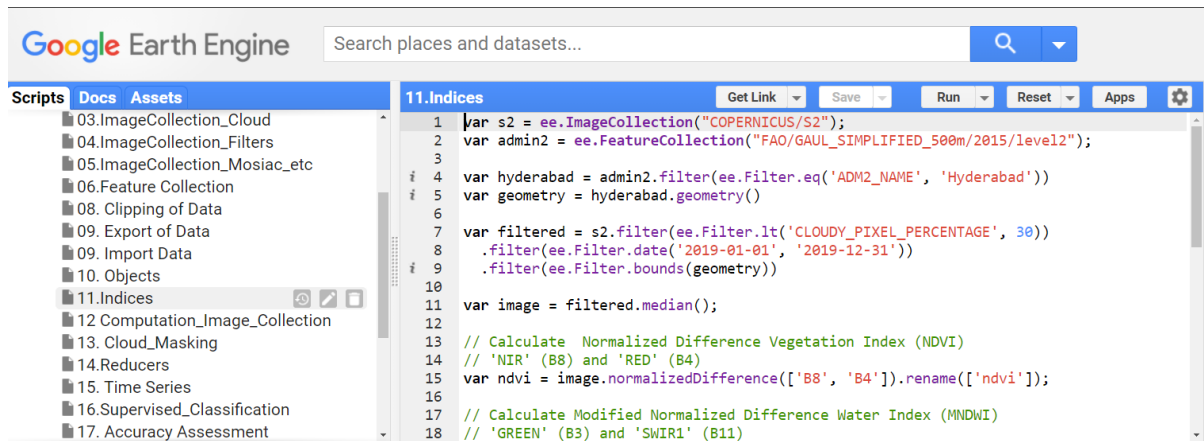 Google Earth Engine
Search places and datasets...
Scripts Docs Assets
03.ImageCollection_Cloud
04.ImageCollection_Filters
05.ImageCollection_Mosiac_etc
06.Feature Collection
08. Clipping of Data
09. Export of Data
09. Import Data
10. Objects
11.Indices
12 Computation_Image_Collection
13. Cloud_Masking
14.Reducers
15. Time Series
16.Supervised_Classification
17. Accuracy Assessment
11.Indices Get Link Save Run Reset Apps
1 var s2 = ee.ImageCollection("COPERNICUS/S2");
2 var admin2 = ee.FeatureCollection("FAO/GAUL_SIMPLIFIED_500m/2015/level2");
3
i 4 var hyderabad = admin2.filter(ee.Filter.eq('ADM2_NAME', 'Hyderabad'))
i 5 var geometry = hyderabad.geometry()
6
7 var filtered = s2.filter(ee.Filter.lt('CLOUDY_PIXEL_PERCENTAGE', 30))
8 .filter(ee.Filter.date('2019-01-01', '2019-12-31'))
i 9 .filter(ee.Filter.bounds(geometry))
10
11 var image = filtered.median();
12
13 // Calculate  Normalized Difference Vegetation Index (NDVI)
14 // 'NIR' (B8) and 'RED' (B4)
15 var ndvi = image.normalizedDifference(['B8', 'B4']).rename(['ndvi']);
16
17 // Calculate Modified Normalized Difference Water Index (MNDWI)
18 // 'GREEN' (B3) and 'SWIR1' (B11)